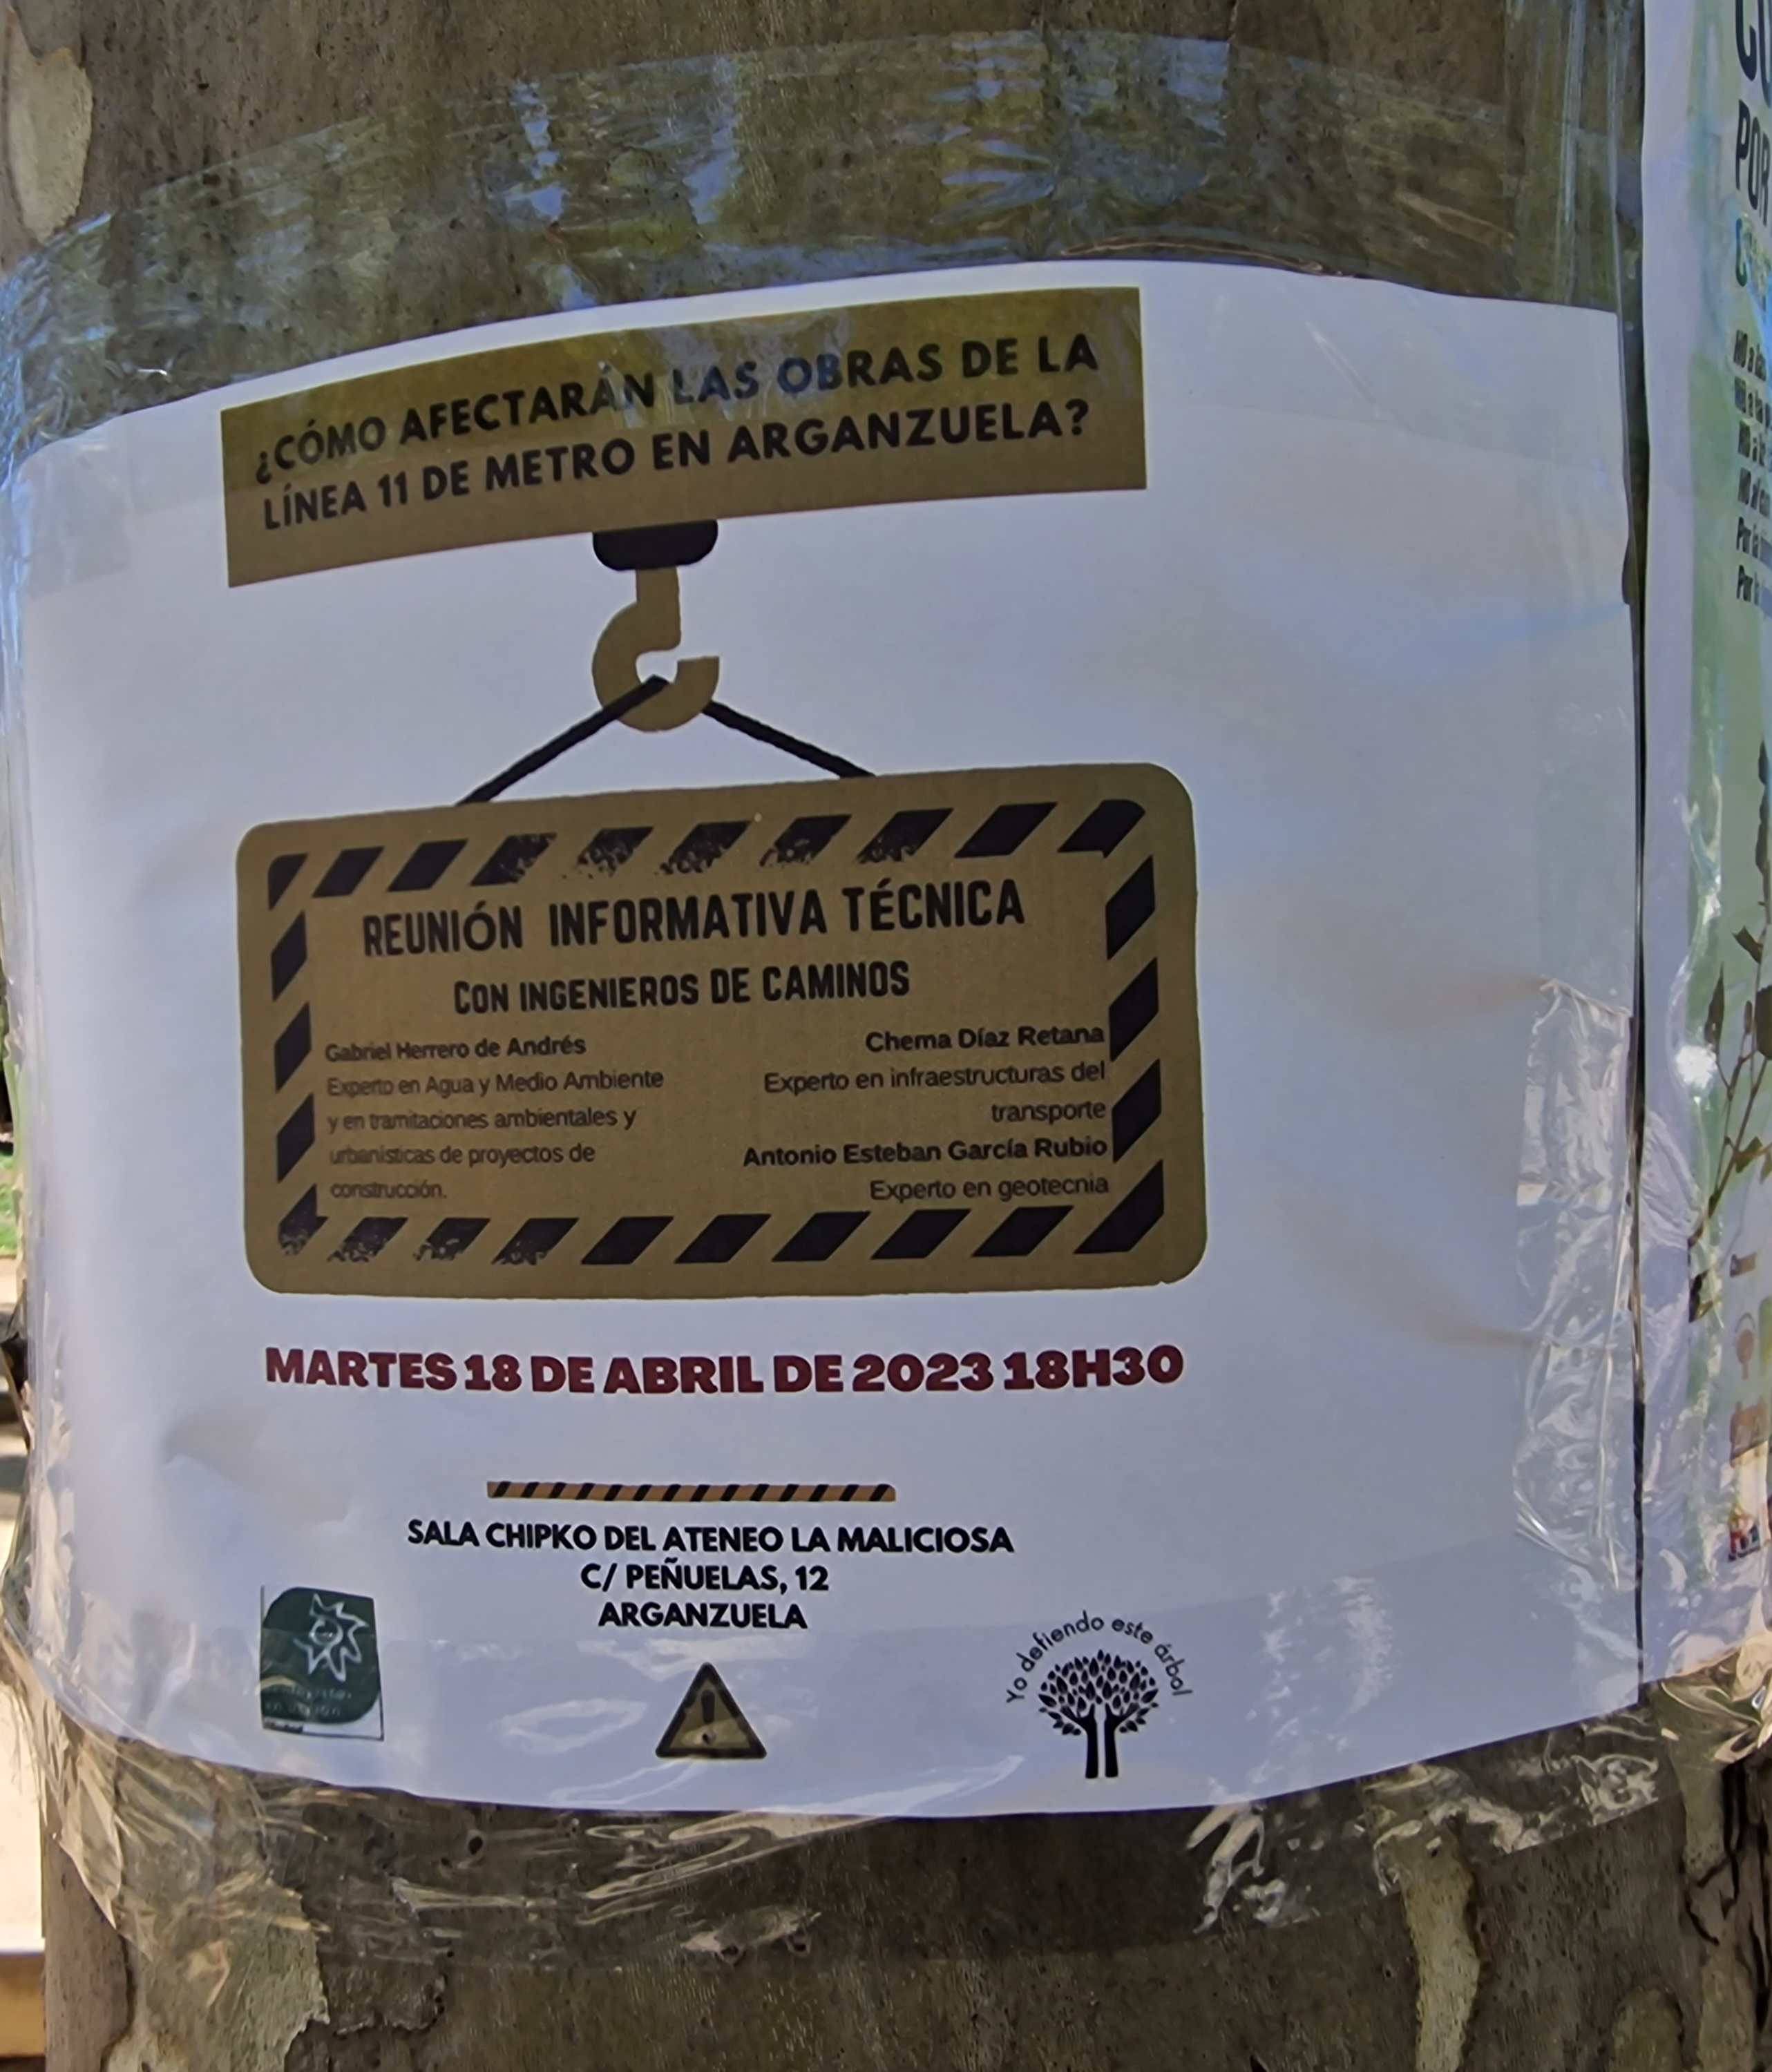 ¿CÓMO AFECTARÁN LAS OBRAS DE LA
LÍNEA 11 DE METRO EN ARGANZUELA?
REUNIÓN INFORMATIVA TÉCNICA
CON INGENIEROS DE CAMINOS
Gabriel Herrero de Andrés
Experto en Agua y Medio Ambiente
y en tramitaciones ambientales y
urbanísticas de proyectos de
construcción.
Chema Díaz Retana
Experto en infraestructuras del
transporte
Antonio Esteban García Rubio
Experto en geotecnia
MARTES 18 DE ABRIL DE 2023 18H30
SALA CHIPKO DEL ATENEO LA MALICIOSA
C/ PEÑUELAS, 12
ARGANZUELA
Yo defiendo este árbol